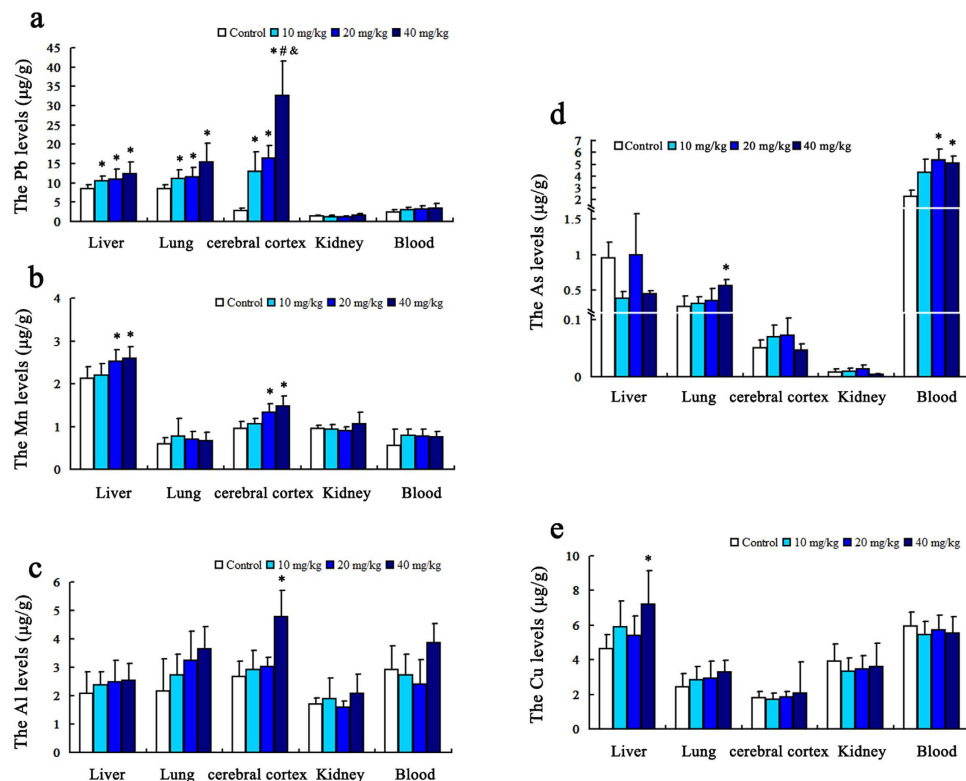 a
Control 10 mg/kg 20 mg/kg 40 mg/kg
The Pb levels (μg/g)
45
40
35
30
25
20
15
10
5
0
* * *
* * *
* * * # &
Liver Lung cerebral cortex Kidney Blood
b
Control 10 mg/kg 20 mg/kg 40 mg/kg
The Mn levels (μg/g)
4
3
2
1
0
* *
* *
Liver Lung cerebral cortex Kidney Blood
c
Control 10 mg/kg 20 mg/kg 40 mg/kg
The Al levels (μg/g)
6
5
4
3
2
1
0
*
Liver Lung cerebral cortex Kidney Blood
d
Control 10 mg/kg 20 mg/kg 40 mg/kg
The As levels (μg/g)
7
6
5
4
3
2
1.5
1
0.5
0.1
0
*
* *
Liver Lung cerebral cortex Kidney Blood
e
Control 10 mg/kg 20 mg/kg 40 mg/kg
The Cu levels (μg/g)
10
8
6
4
2
0
*
Liver Lung cerebral cortex Kidney Blood